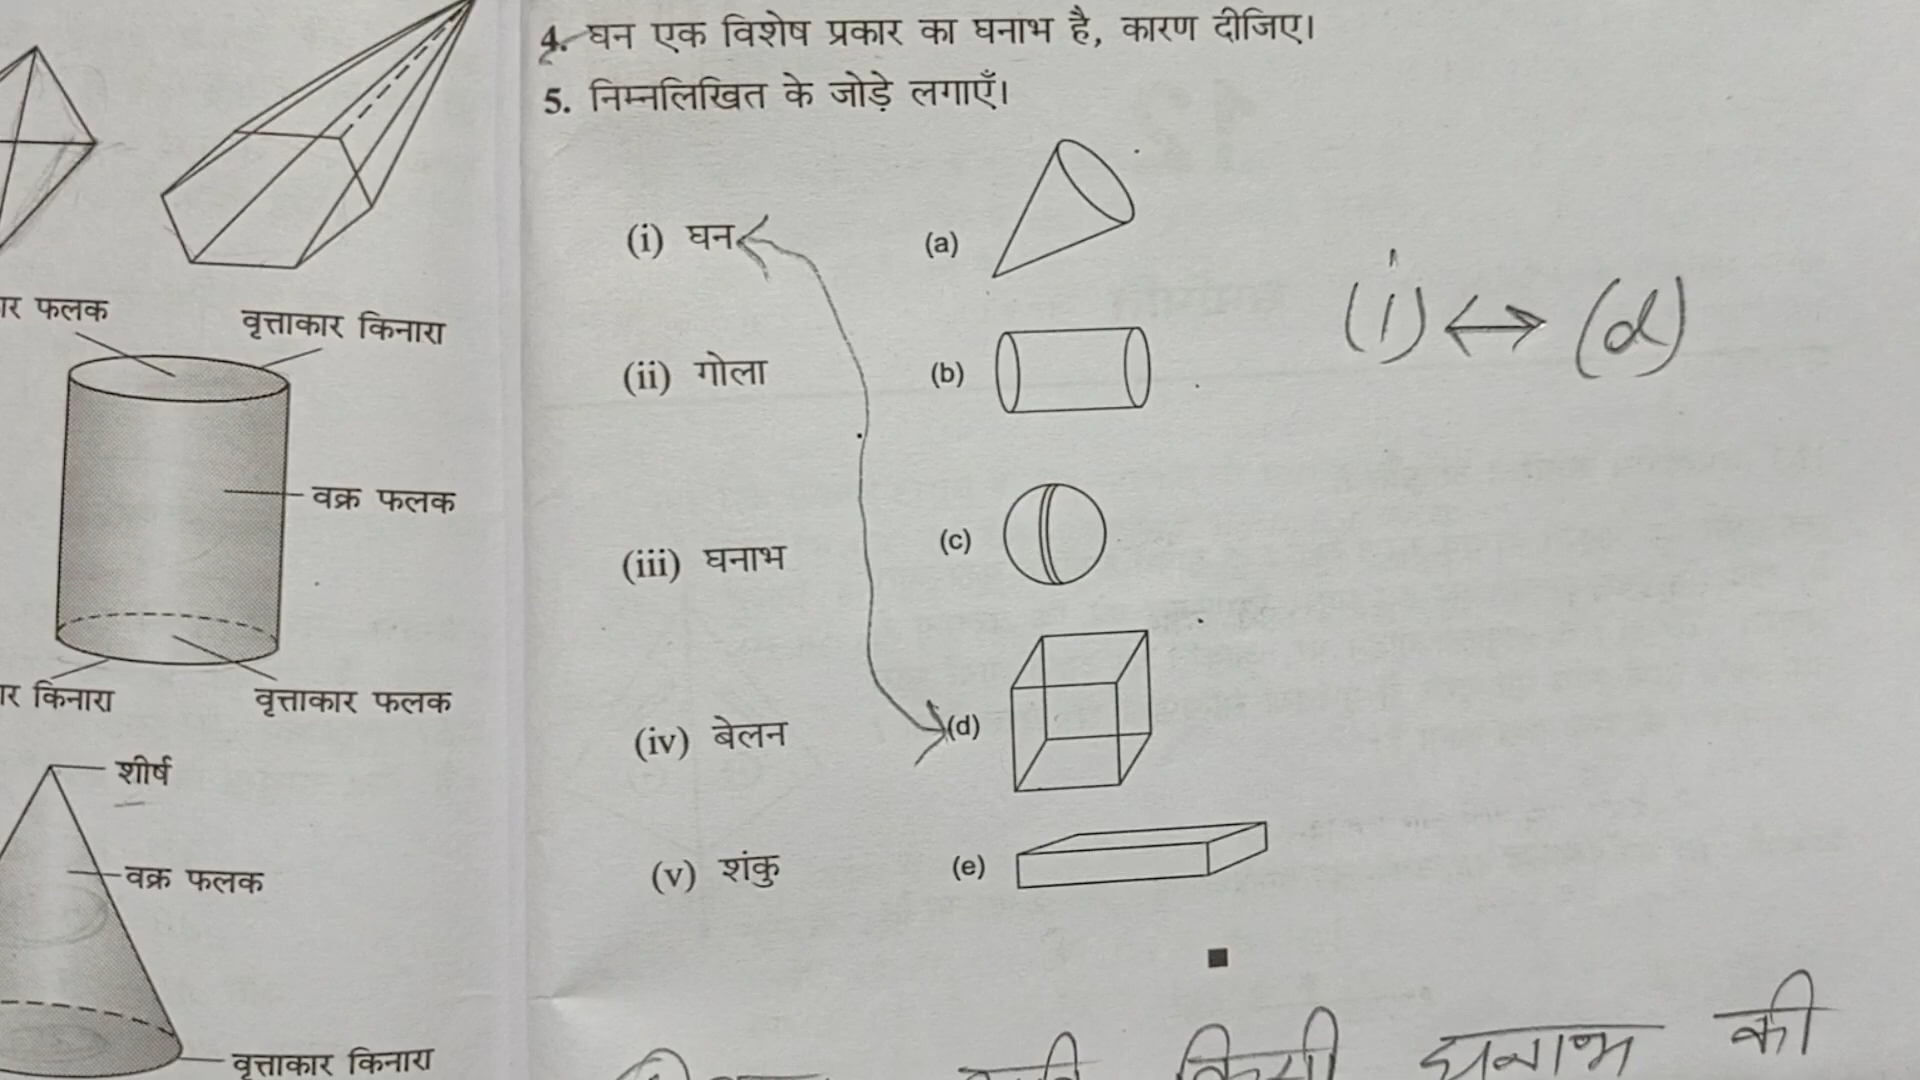 4. घन एक विशेष प्रकार का घनाभ है, कारण दीजिए।
5. निम्नलिखित के जोड़े लगाएँ।
(i) घन
(a)
(i) ↔ (d)
(ii) गोला
(b)
(iii) घनाभ
(c)
(iv) बेलन
(d)
(v) शंकु
(e)
किसी घनाभ की
फलक
वृत्ताकार किनारा
वक्र फलक
किनारा
वृत्ताकार फलक
शीर्ष
वक्र फलक
वृत्ताकार किनारा